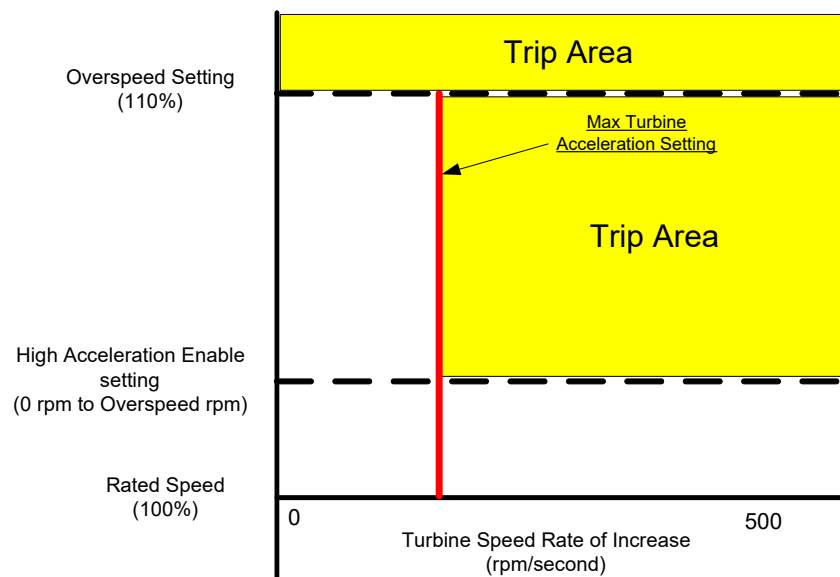 Trip Area
Overspeed Setting
(110%)
Max Turbine
Acceleration Setting
Trip Area
High Acceleration Enable
setting
(0 rpm to Overspeed rpm)
Rated Speed
(100%)
0
500
Turbine Speed Rate of Increase
(rpm/second)